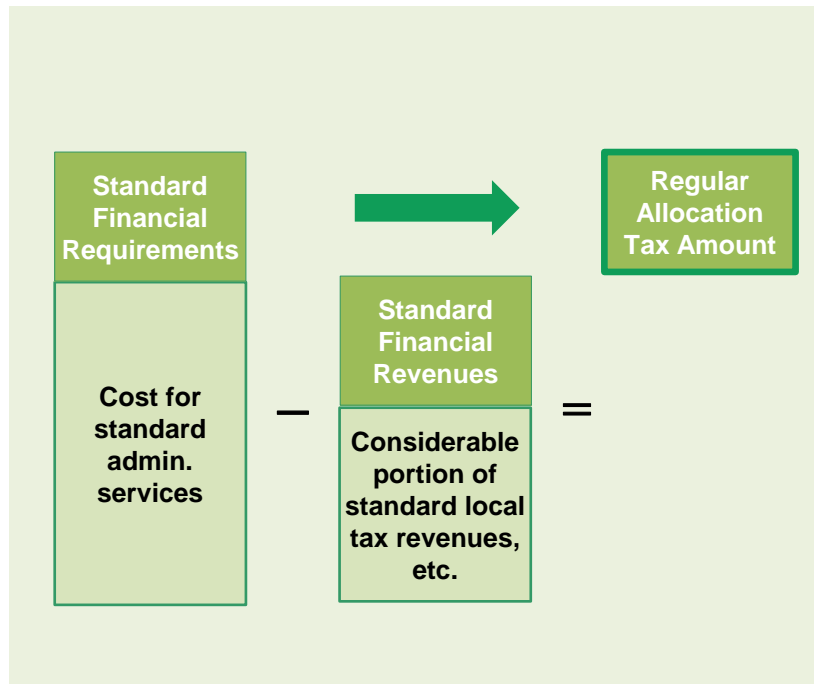 Standard
Financial
Requirements
Cost for
standard
admin.
services
−
Standard
Financial
Revenues
Considerable
portion of
standard local
tax revenues,
etc.
=
Regular
Allocation
Tax Amount